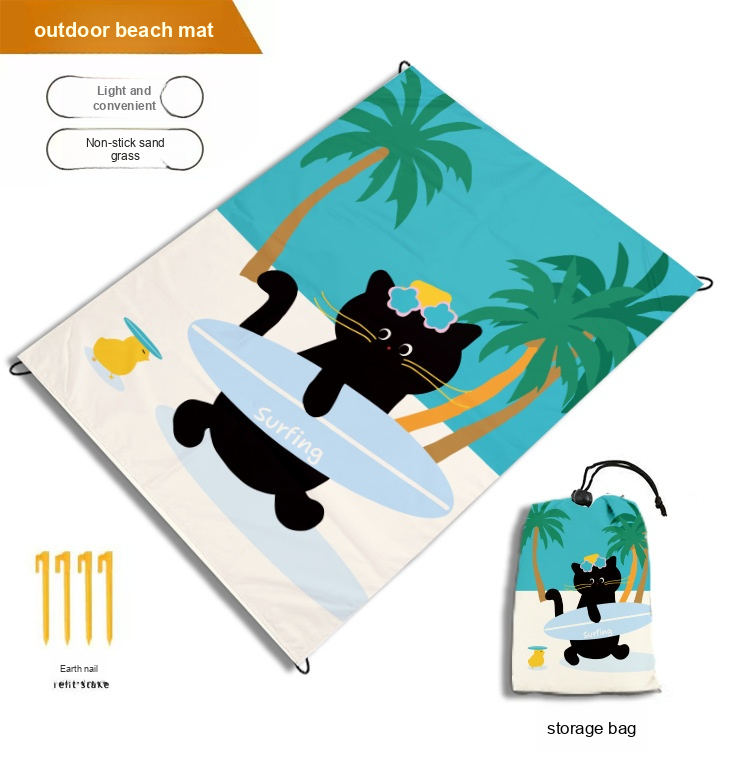 outdoor beach mat
Light and
convenient
Non-stick sand
grass
Surfing
Earth nail
Surfing
storage bag